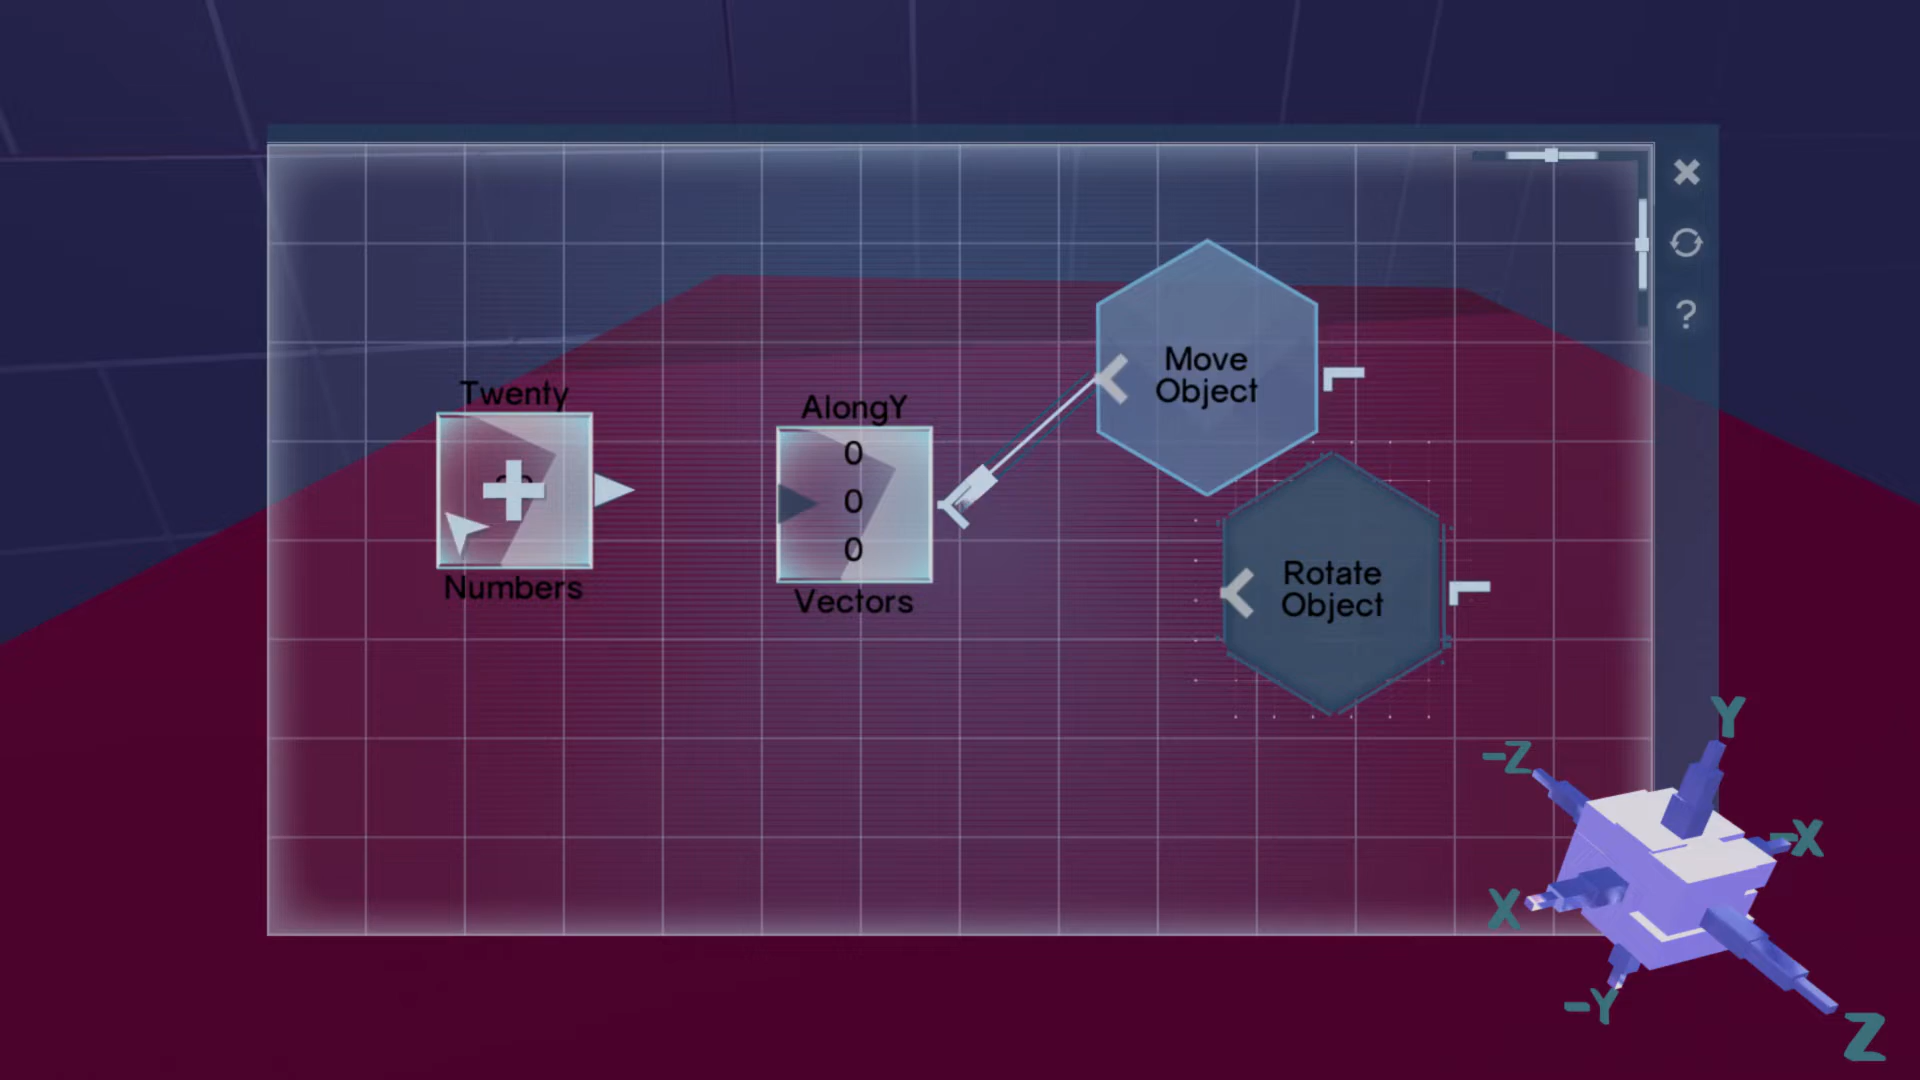 Twenty
Numbers
AlongY
0
0
0
Vectors
Move
Object
Rotate
Object
?
Y
-Z
-X
X
-Y
Z